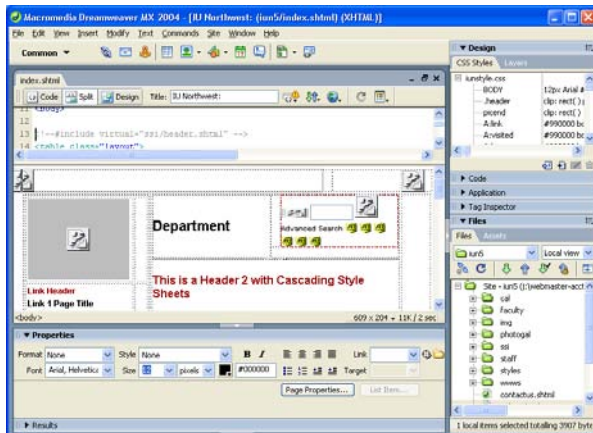 Macromedia Dreamweaver MX 2004 - [IU Northwest: (iun5/index.shtml) (XHTML)]
File Edit View Insert Modify Text Commands Site Window Help
Common
index.shtml
Code Split Design Title: IU Northwest:
11 <body>
12
13 <!--#include virtual="ssi/header.shtml" -->
14 <table class="layout">
Department
Advanced Search
This is a Header 2 with Cascading Style
Sheets
Link Header
Link 1 Page Title
<body>
609 x 204 11K / 2 sec
Properties
Format None Style None B I Link
Font Arial, Helvetica Size pixels #000000 Target
Page Properties... List Item...
Results
Design
CSS Styles Layers
iunstyle.css
BODY 12px Arial #
.header clip: rect( )
picend clip: rect( )
A:link #990000 bc
A:visited #990000 bc
Code
Application
Tag Inspector
Files
Files Assets
iun5 Local view
Site - iun5 (J:\webmaster-acct
cal
faculty
img
photogal
ssi
staff
styles
wwws
contactus.shtml
1 local items selected totalling 3907 byte